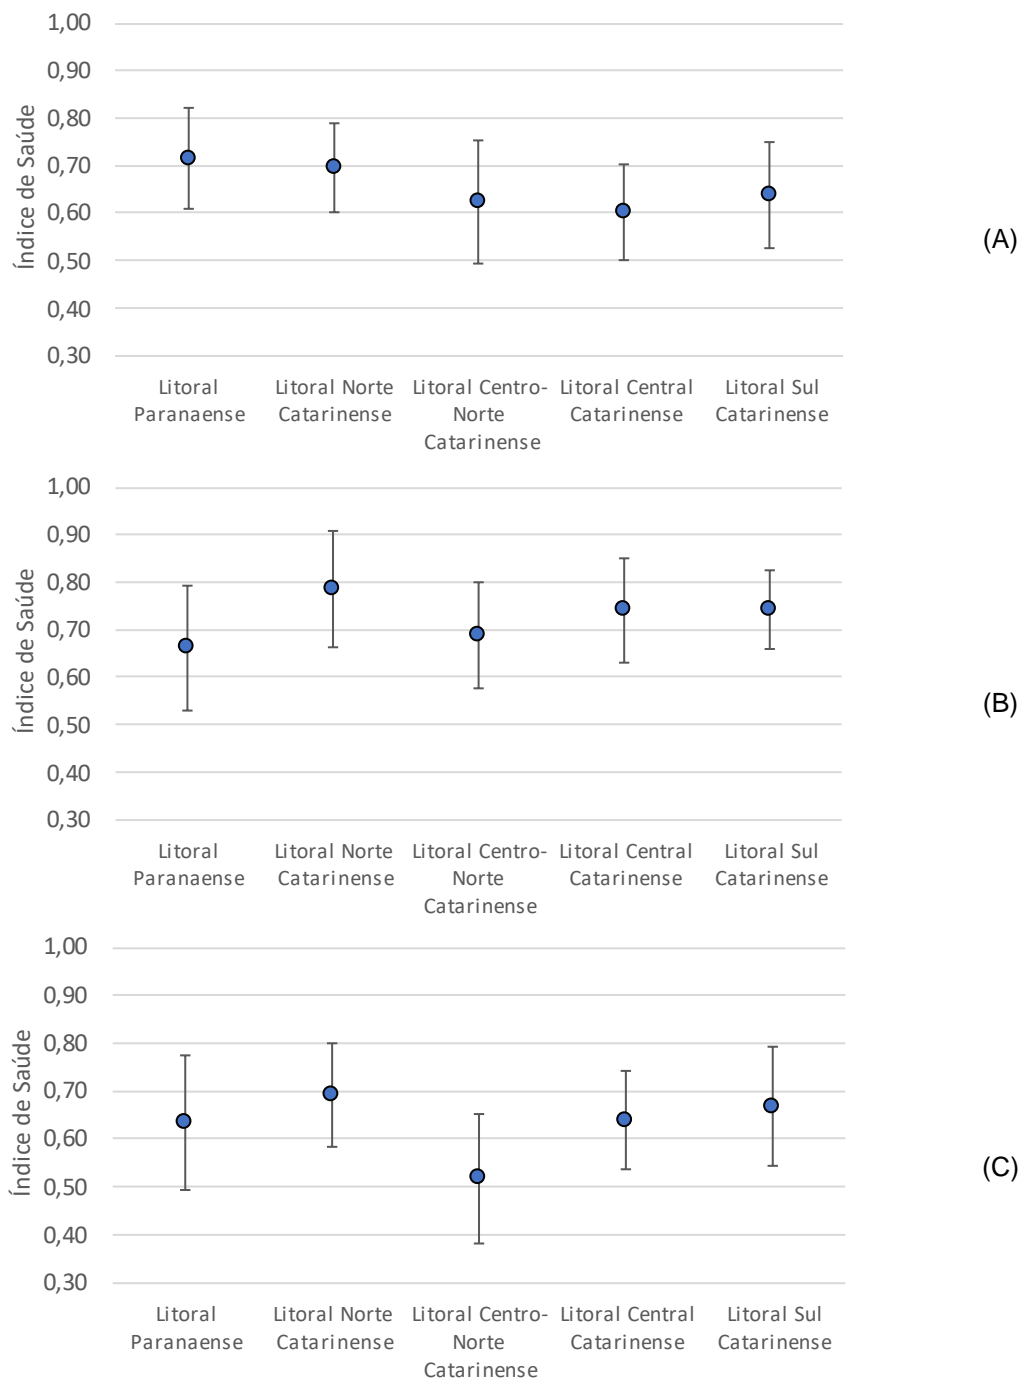 1,00
0,90
0,80
0,70
0,60
0,50
0,40
0,30
Índice de Saúde
Litoral Paranaense
Litoral Norte Catarinense
Litoral Centro-Norte Catarinense
Litoral Central Catarinense
Litoral Sul Catarinense
(A)
1,00
0,90
0,80
0,70
0,60
0,50
0,40
0,30
Índice de Saúde
Litoral Paranaense
Litoral Norte Catarinense
Litoral Centro-Norte Catarinense
Litoral Central Catarinense
Litoral Sul Catarinense
(B)
1,00
0,90
0,80
0,70
0,60
0,50
0,40
0,30
Índice de Saúde
Litoral Paranaense
Litoral Norte Catarinense
Litoral Centro-Norte Catarinense
Litoral Central Catarinense
Litoral Sul Catarinense
(C)